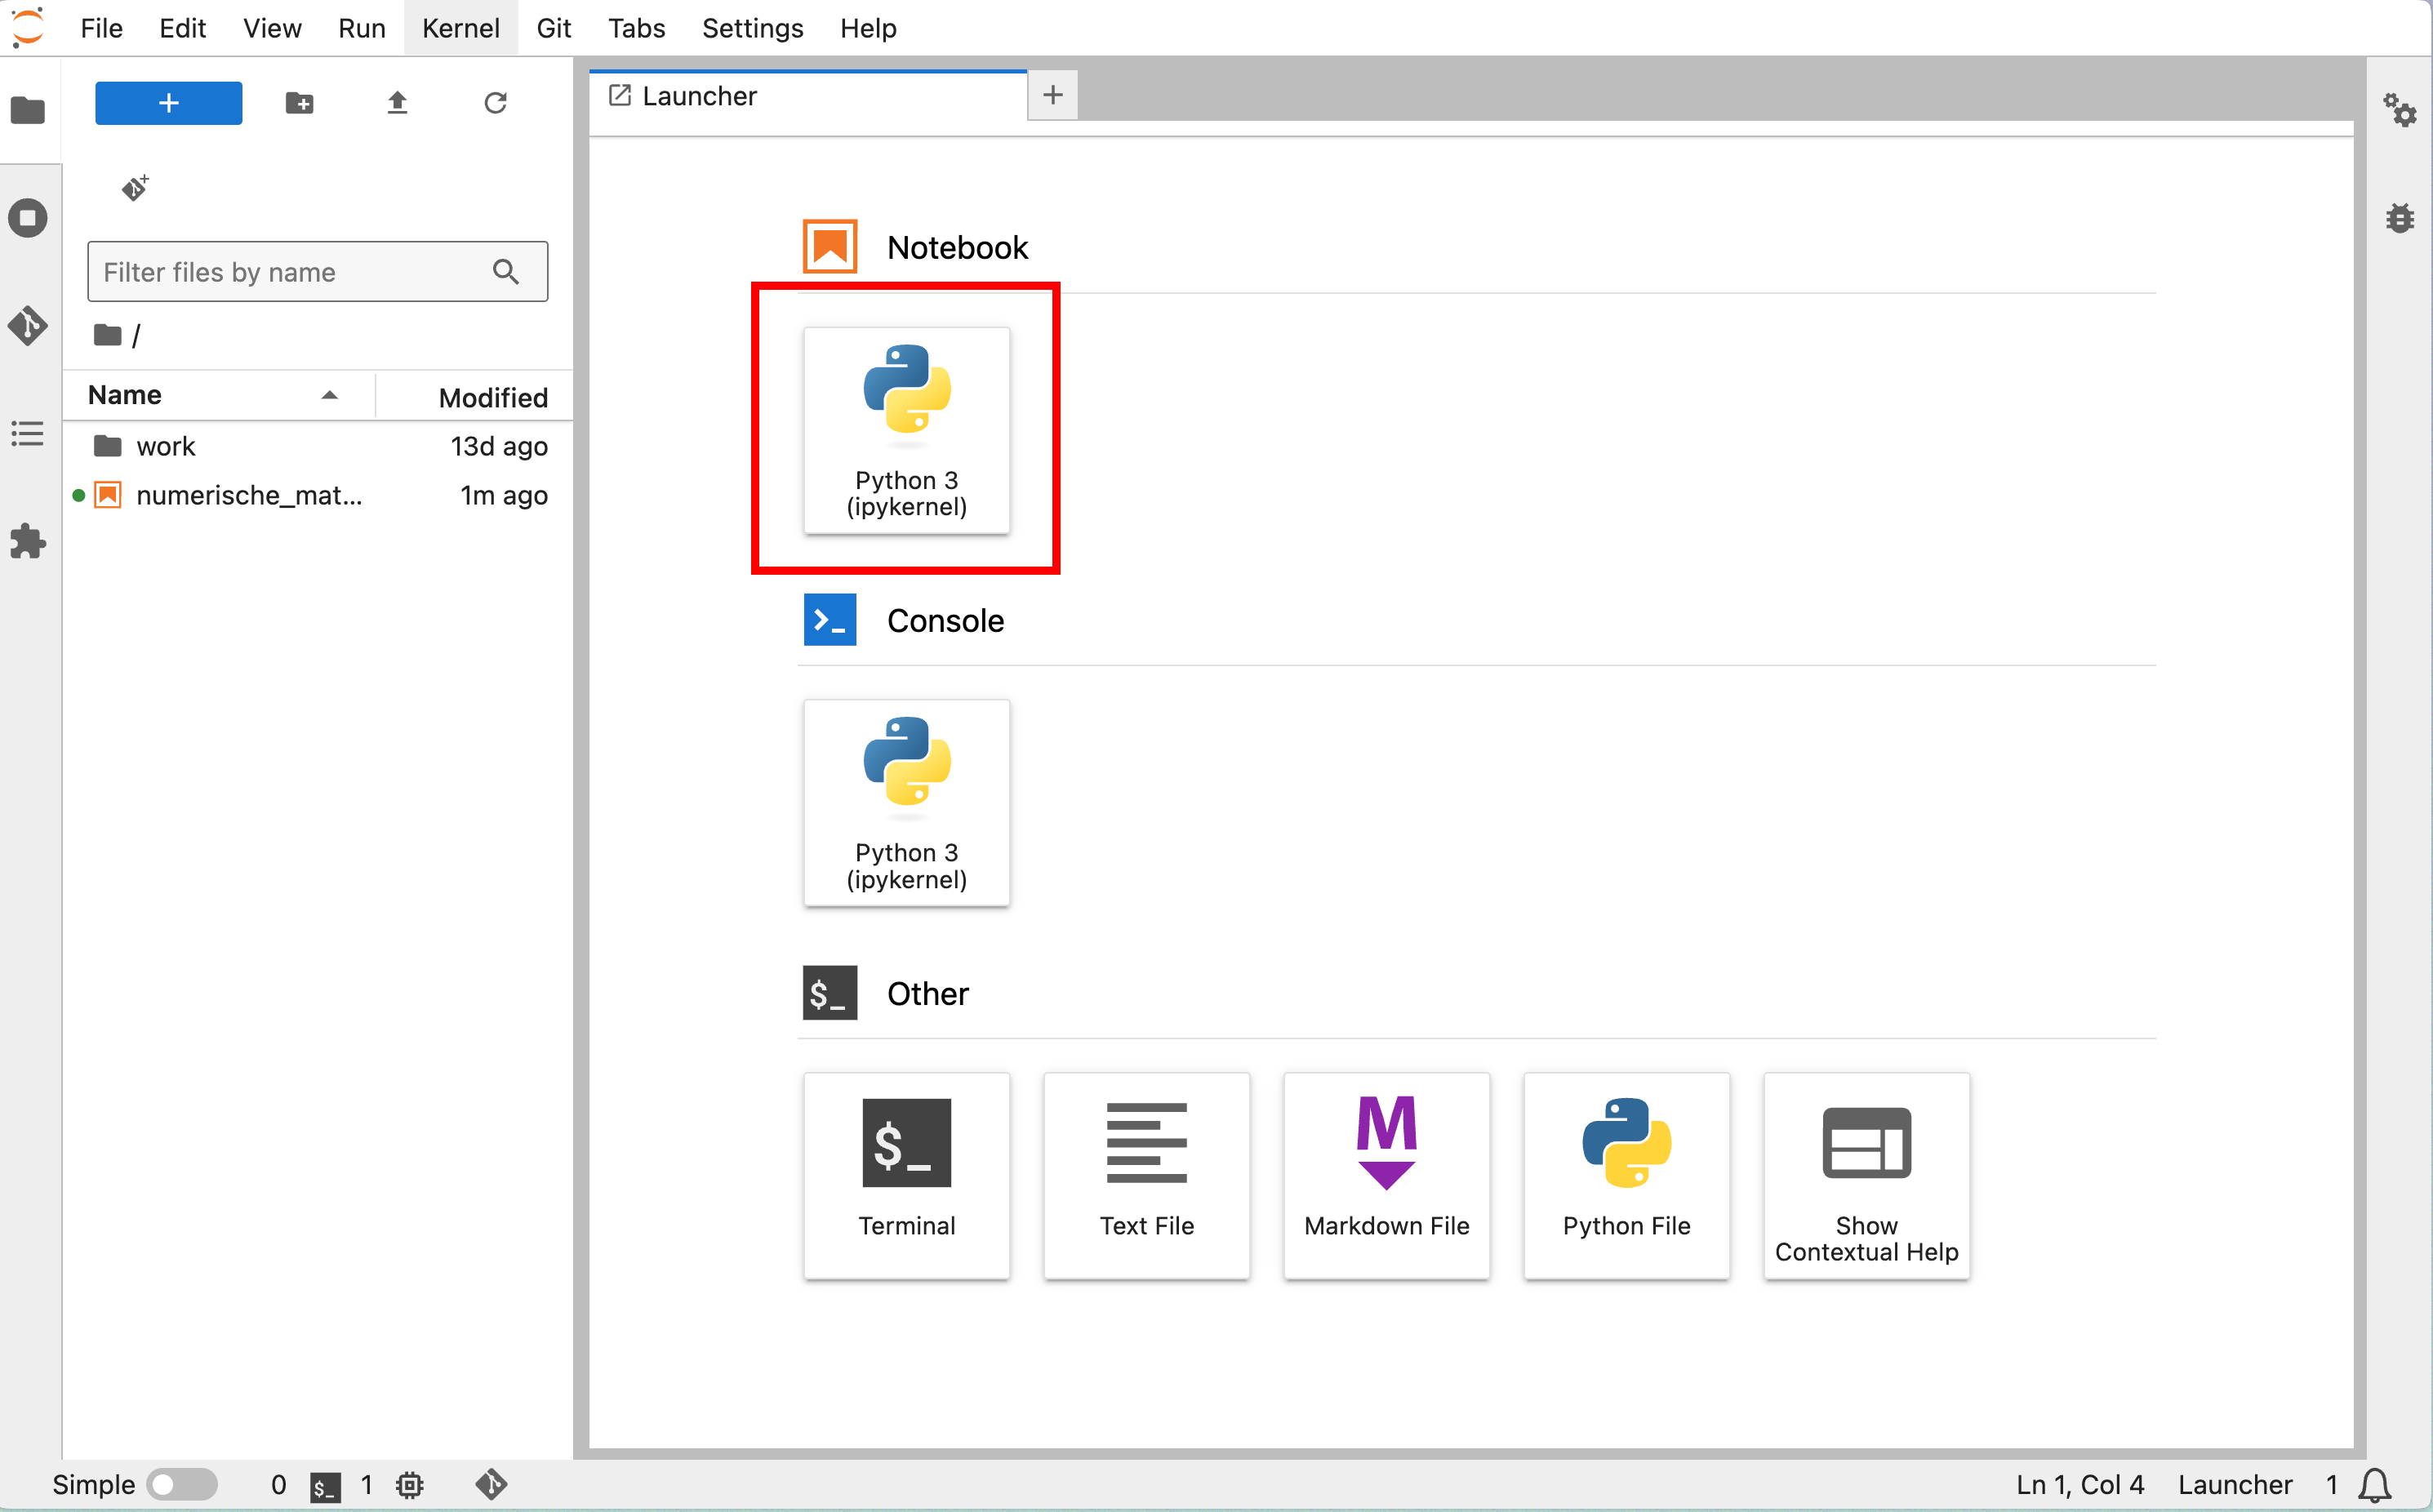 File Edit View Run Kernel Git Tabs Settings Help
+
Filter files by name
/
Name Modified
work 13d ago
numerische_mat... 1m ago
Launcher +
Notebook
Python 3
(ipykernel)
>_ Console
Python 3
(ipykernel)
$_ Other
$_
Terminal
Text File
M
Markdown File
Python File
Show
Contextual Help
Simple 0 $_ 1
Ln 1, Col 4 Launcher 1